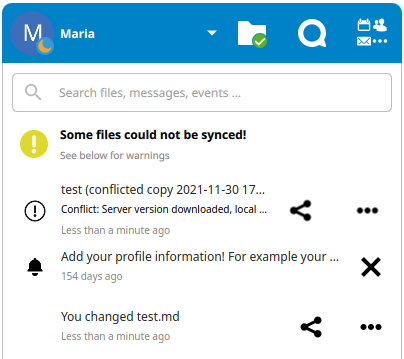 M Maria
Search files, messages, events ...
Some files could not be synced!
See below for warnings
test (conflicted copy 2021-11-30 17...
Conflict: Server version downloaded, local ...
Less than a minute ago
Add your profile information! For example your ...
154 days ago
You changed test.md
Less than a minute ago